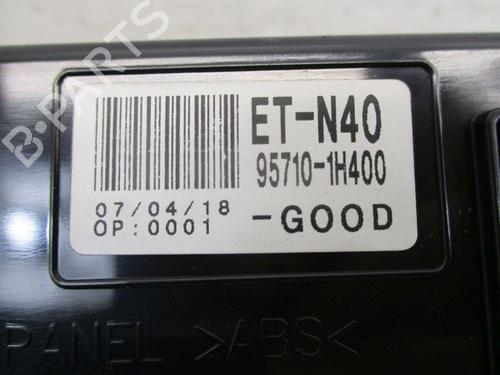 ET-N40
95710-1H400
07/04/18
OP:0001
-GOOD
PANEL >ABS<
B-PARTS